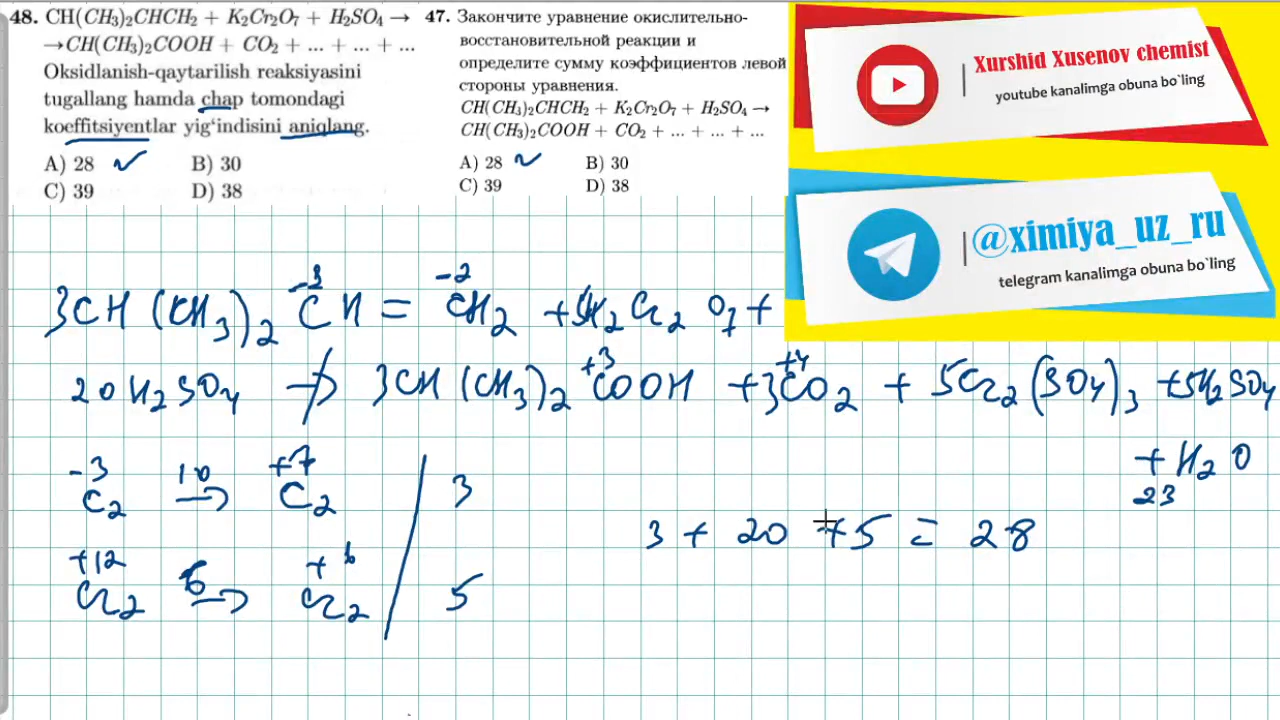 48. CH(CH₃)₂CHCH₂ + K₂Cr₂O₇ + H₂SO₄ →
→CH(CH₃)₂COOH + CO₂ + ... + ... + ...
Oksidlanish-qaytarilish reaksiyasini
tugallang hamda chap tomondagi
koeffitsiyentlar yig‘indisini aniqlang.
A) 28 ✓ B) 30
C) 39 D) 38
47. Закончите уравнение окислительно-
восстановительной реакции и
определите сумму коэффициентов левой
стороны уравнения.
CH(CH₃)₂CHCH₂ + K₂Cr₂O₇ + H₂SO₄→
CH(CH₃)₂COOH + CO₂ + ... + ... + ...
A) 28 ✓ B) 30
C) 39 D) 38
Xurshid Xusenov chemist
youtube kanalimga obuna bo`ling
@ximiya_uz_ru
telegram kanalimga obuna bo`ling
-3 -2
3CH (CH₃)₂ CH = CH₂ + 5K₂Cr₂O₇ +
+3 +4
20H₂SO₄ → 3CH (CH₃)₂ COOH + 3CO₂ + 5Cr₂(SO₄)₃ + 5K₂SO₄
+ H₂O
23
-3 10 +7
C₂ → C₂ 3
+12 6 +6
Cr₂ → Cr₂ 5
3 + 20 + 5 = 28